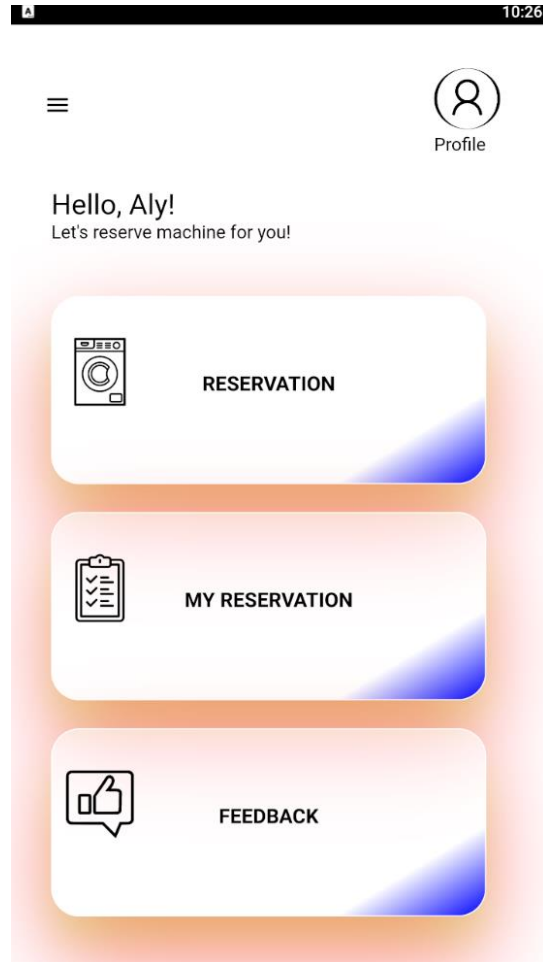 A
10:26
Profile
Hello, Aly!
Let's reserve machine for you!
RESERVATION
MY RESERVATION
FEEDBACK